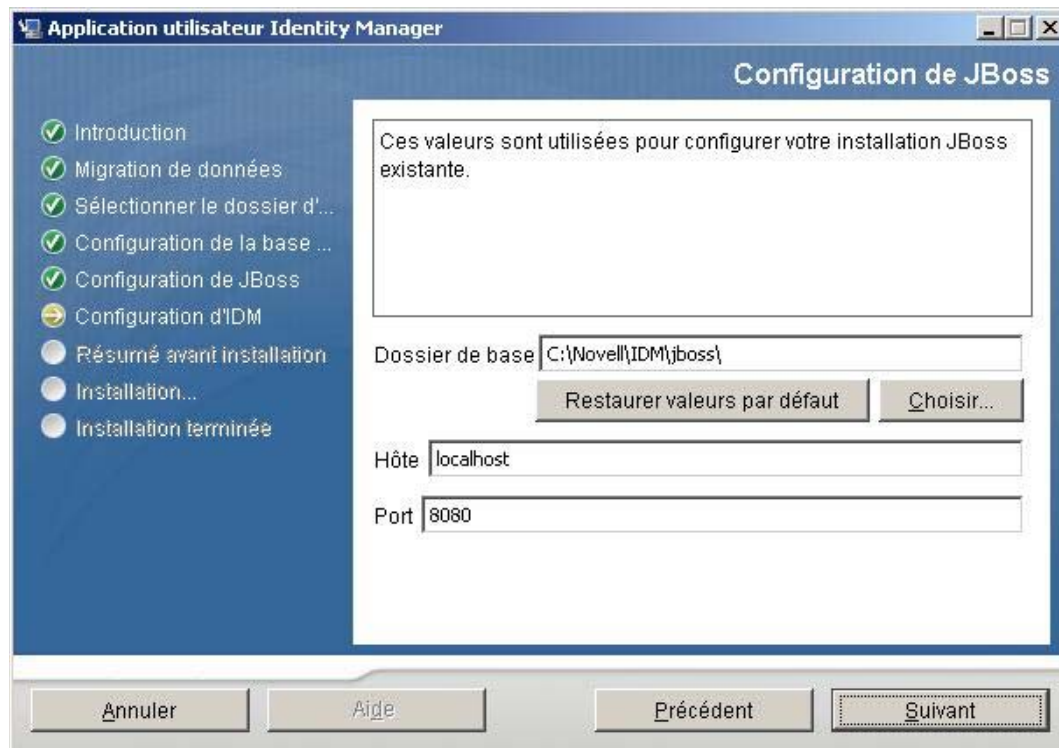 Application utilisateur Identity Manager
Configuration de JBoss
Introduction
Migration de données
Sélectionner le dossier d'...
Configuration de la base ...
Configuration de JBoss
Configuration d'IDM
Résumé avant installation
Installation...
Installation terminée
Ces valeurs sont utilisées pour configurer votre installation JBoss
existante.
Dossier de base C:\Novell\IDM\jboss\
Restaurer valeurs par défaut Choisir...
Hôte localhost
Port 8080
Annuler Aide Précédent Suivant